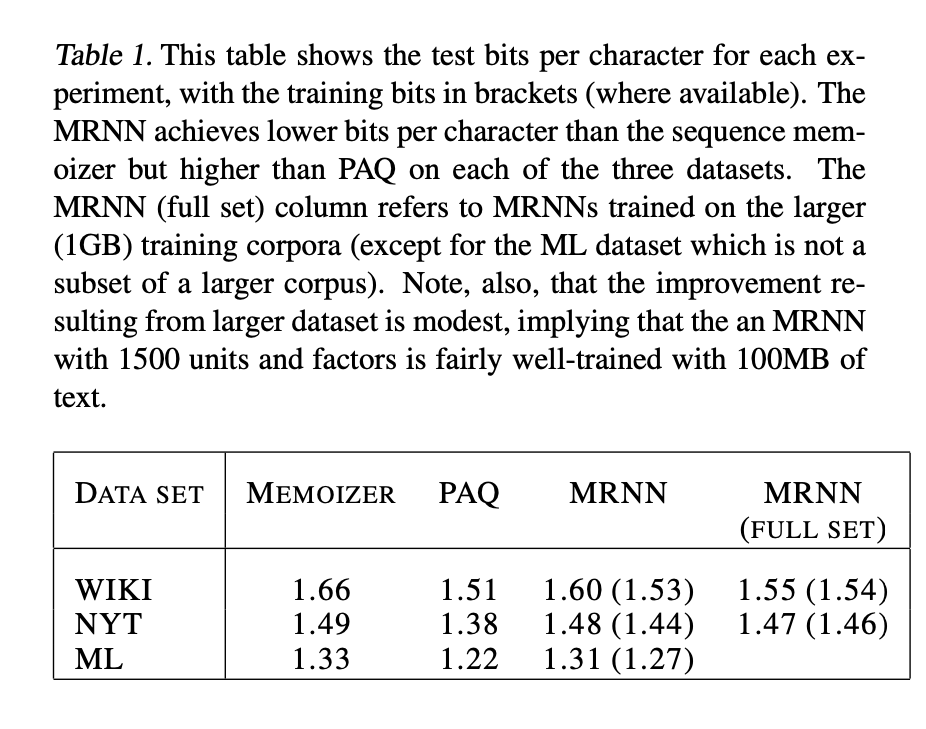 Table 1. This table shows the test bits per character for each ex-
periment, with the training bits in brackets (where available). The
MRNN achieves lower bits per character than the sequence mem-
oizer but higher than PAQ on each of the three datasets. The
MRNN (full set) column refers to MRNNs trained on the larger
(1GB) training corpora (except for the ML dataset which is not a
subset of a larger corpus). Note, also, that the improvement re-
sulting from larger dataset is modest, implying that the an MRNN
with 1500 units and factors is fairly well-trained with 100MB of
text.
DATA SET MEMOIZER PAQ MRNN MRNN
(FULL SET)
WIKI 1.66 1.51 1.60 (1.53) 1.55 (1.54)
NYT 1.49 1.38 1.48 (1.44) 1.47 (1.46)
ML 1.33 1.22 1.31 (1.27)